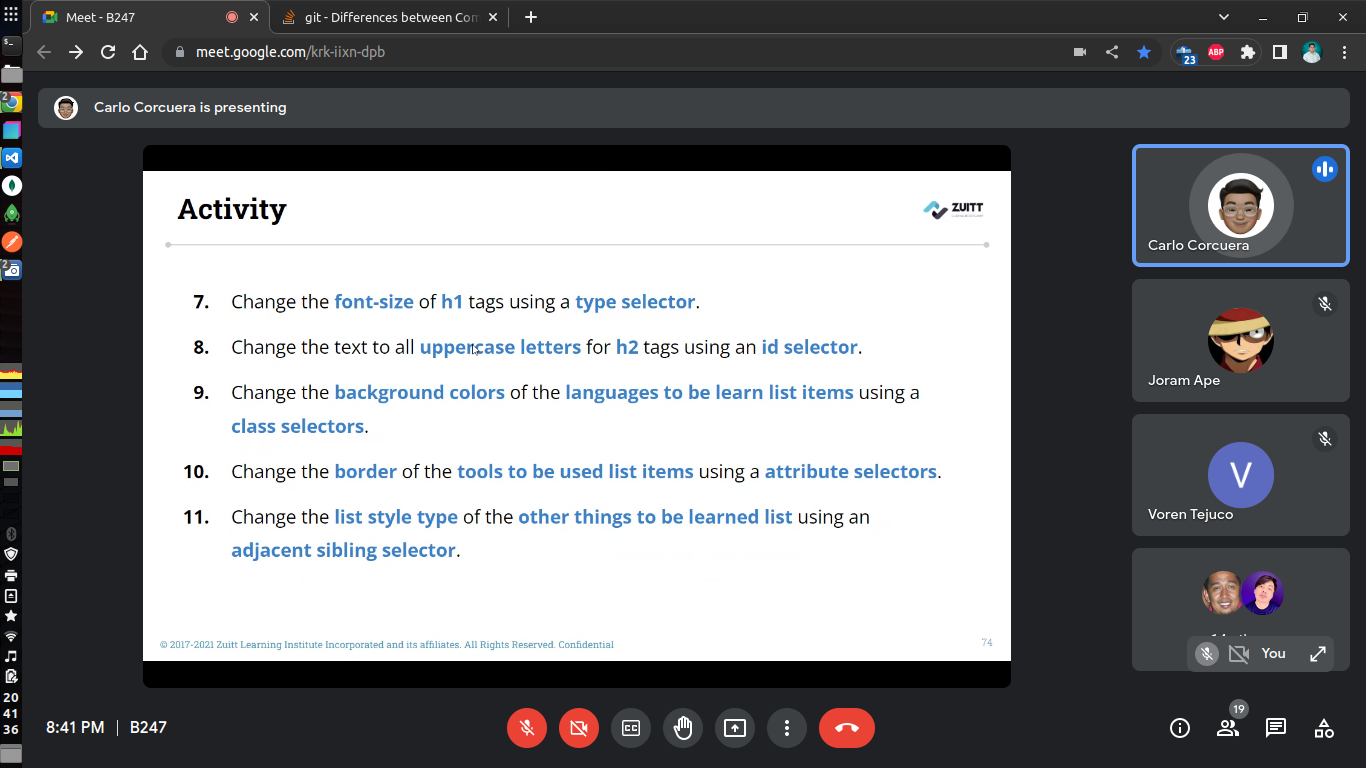 Meet - B247
git - Differences between Con
meet.google.com/krk-iixn-dpb
23
ABP
Carlo Corcuera is presenting
Activity
ZUITT
7. Change the font-size of h1 tags using a type selector.
8. Change the text to all uppercase letters for h2 tags using an id selector.
9. Change the background colors of the languages to be learn list items using a
class selectors.
10. Change the border of the tools to be used list items using a attribute selectors.
11. Change the list style type of the other things to be learned list using an
adjacent sibling selector.
© 2017-2021 Zuitt Learning Institute Incorporated and its affiliates. All Rights Reserved. Confidential
74
Carlo Corcuera
Joram Ape
V
Voren Tejuco
You
2
2
20
41
36
8:41 PM | B247
19